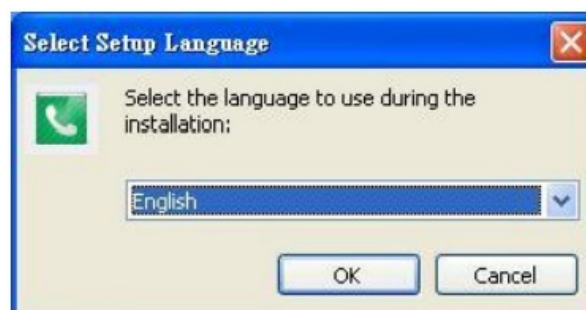 Select Setup Language
Select the language to use during the
installation:
English
OK
Cancel